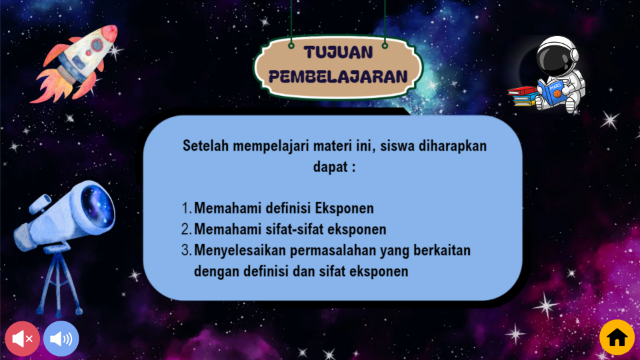 TUJUAN
PEMBELAJARAN
Setelah mempelajari materi ini, siswa diharapkan
dapat :
1. Memahami definisi Eksponen
2. Memahami sifat-sifat eksponen
3. Menyelesaikan permasalahan yang berkaitan
dengan definisi dan sifat eksponen